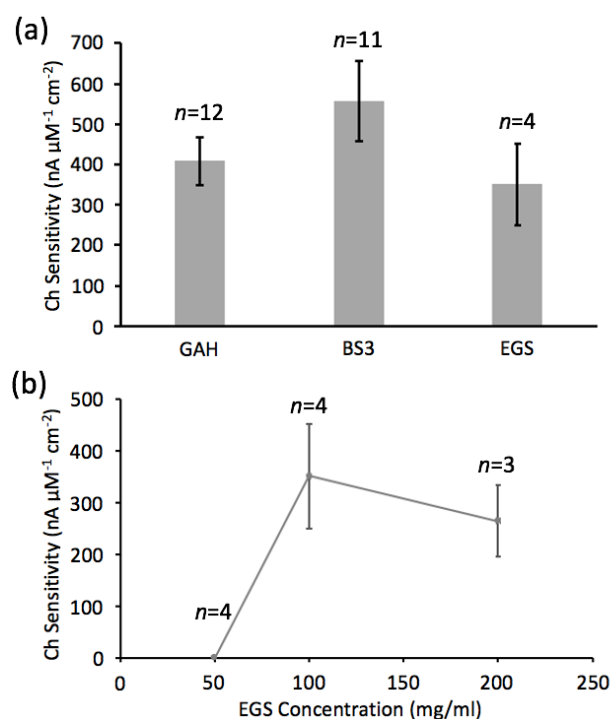 (a)
Ch Sensitivity (nA µM⁻¹ cm⁻²)
700
600
500
400
300
200
100
0
n=12
n=11
n=4
GAH BS3 EGS
(b)
Ch Sensitivity (nA µM⁻¹ cm⁻²)
500
400
300
200
100
0
n=4
n=4
n=3
0 50 100 150 200 250
EGS Concentration (mg/ml)